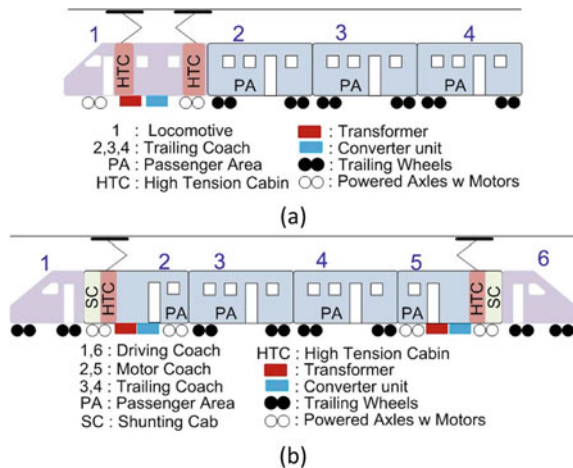 1 2 3 4
HTC HTC PA PA PA
1 : Locomotive
2,3,4 : Trailing Coach
PA : Passenger Area
HTC : High Tension Cabin
: Transformer
: Converter unit
: Trailing Wheels
: Powered Axles w Motors
(a)
1 2 3 4 5 6
SC HTC PA PA PA PA HTC SC
1,6 : Driving Coach
2,5 : Motor Coach
3,4 : Trailing Coach
PA : Passenger Area
SC : Shunting Cab
HTC: High Tension Cabin
: Transformer
: Converter unit
: Trailing Wheels
: Powered Axles w Motors
(b)